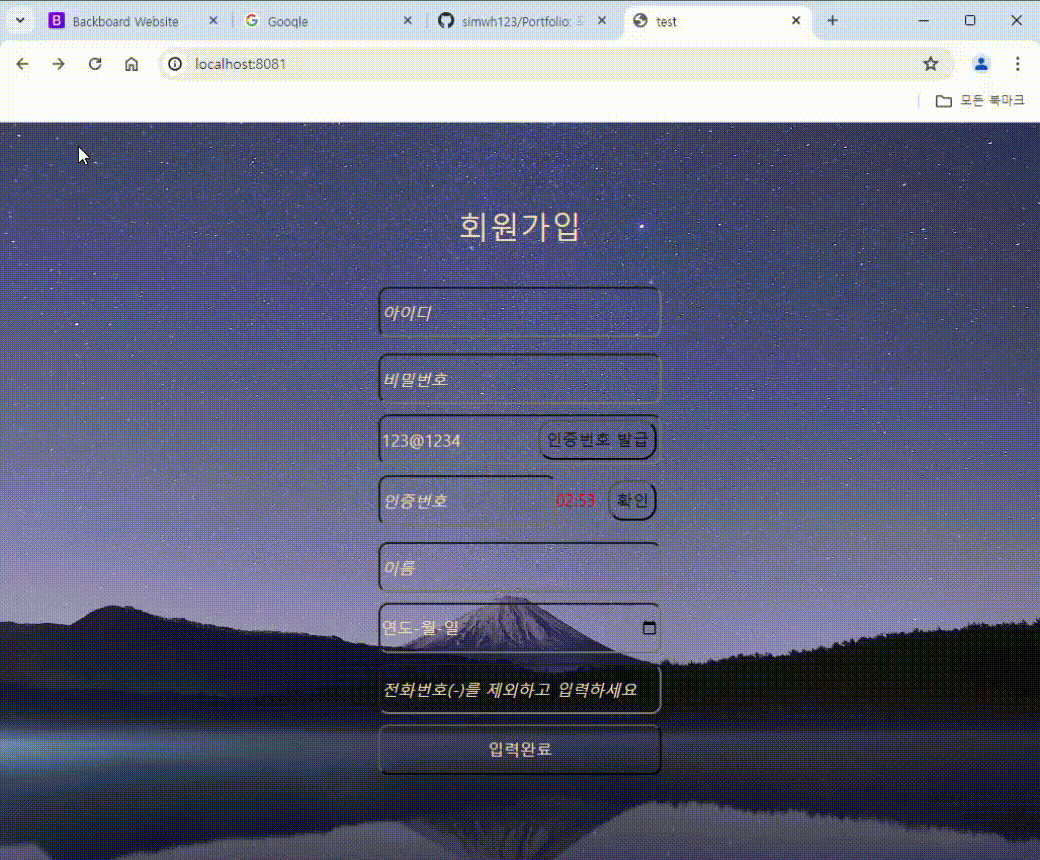 Backboard Website
Google
simwh123/Portfolio:
test
localhost:8081
모든 북마크
회원가입
아이디
비밀번호
123@1234
인증번호 발급
인증번호
02:53
확인
이름
연도-월-일
전화번호(-)를 제외하고 입력하세요
입력완료